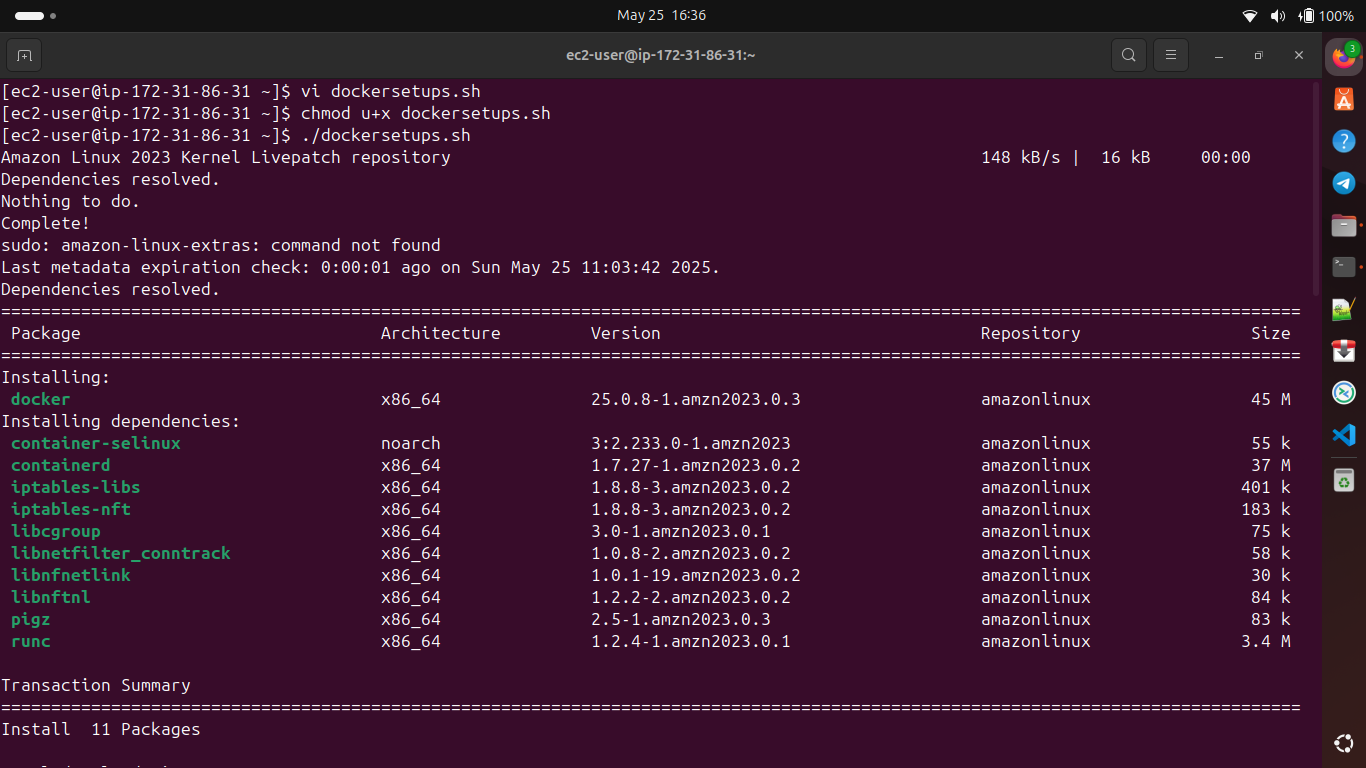 May 25 16:36
100%
ec2-user@ip-172-31-86-31:~
3
[ec2-user@ip-172-31-86-31 ~]$ vi dockersetups.sh
[ec2-user@ip-172-31-86-31 ~]$ chmod u+x dockersetups.sh
[ec2-user@ip-172-31-86-31 ~]$ ./dockersetups.sh
Amazon Linux 2023 Kernel Livepatch repository 148 kB/s | 16 kB 00:00
Dependencies resolved.
Nothing to do.
Complete!
sudo: amazon-linux-extras: command not found
Last metadata expiration check: 0:00:01 ago on Sun May 25 11:03:42 2025.
Dependencies resolved.
Package Architecture Version Repository Size
Installing:
docker x86_64 25.0.8-1.amzn2023.0.3 amazonlinux 45 M
Installing dependencies:
container-selinux noarch 3:2.233.0-1.amzn2023 amazonlinux 55 k
containerd x86_64 1.7.27-1.amzn2023.0.2 amazonlinux 37 M
iptables-libs x86_64 1.8.8-3.amzn2023.0.2 amazonlinux 401 k
iptables-nft x86_64 1.8.8-3.amzn2023.0.2 amazonlinux 183 k
libcgroup x86_64 3.0-1.amzn2023.0.1 amazonlinux 75 k
libnetfilter_conntrack x86_64 1.0.8-2.amzn2023.0.2 amazonlinux 58 k
libnfnetlink x86_64 1.0.1-19.amzn2023.0.2 amazonlinux 30 k
libnftnl x86_64 1.2.2-2.amzn2023.0.2 amazonlinux 84 k
pigz x86_64 2.5-1.amzn2023.0.3 amazonlinux 83 k
runc x86_64 1.2.4-1.amzn2023.0.1 amazonlinux 3.4 M
Transaction Summary
Install 11 Packages